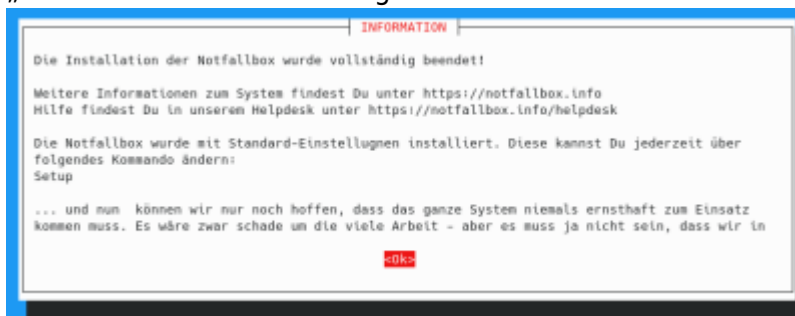 INFORMATION
Die Installation der Notfallbox wurde vollständig beendet!
Weitere Informationen zum System findest Du unter https://notfallbox.info
Hilfe findest Du in unserem Helpdesk unter https://notfallbox.info/helpdesk
Die Notfallbox wurde mit Standard-Einstellugnen installiert. Diese kannst Du jederzeit über
folgendes Kommando ändern:
Setup
... und nun  können wir nur noch hoffen, dass das ganze System niemals ernsthaft zum Einsatz
kommen muss. Es wäre zwar schade um die viele Arbeit - aber es muss ja nicht sein, dass wir in
<Ok>